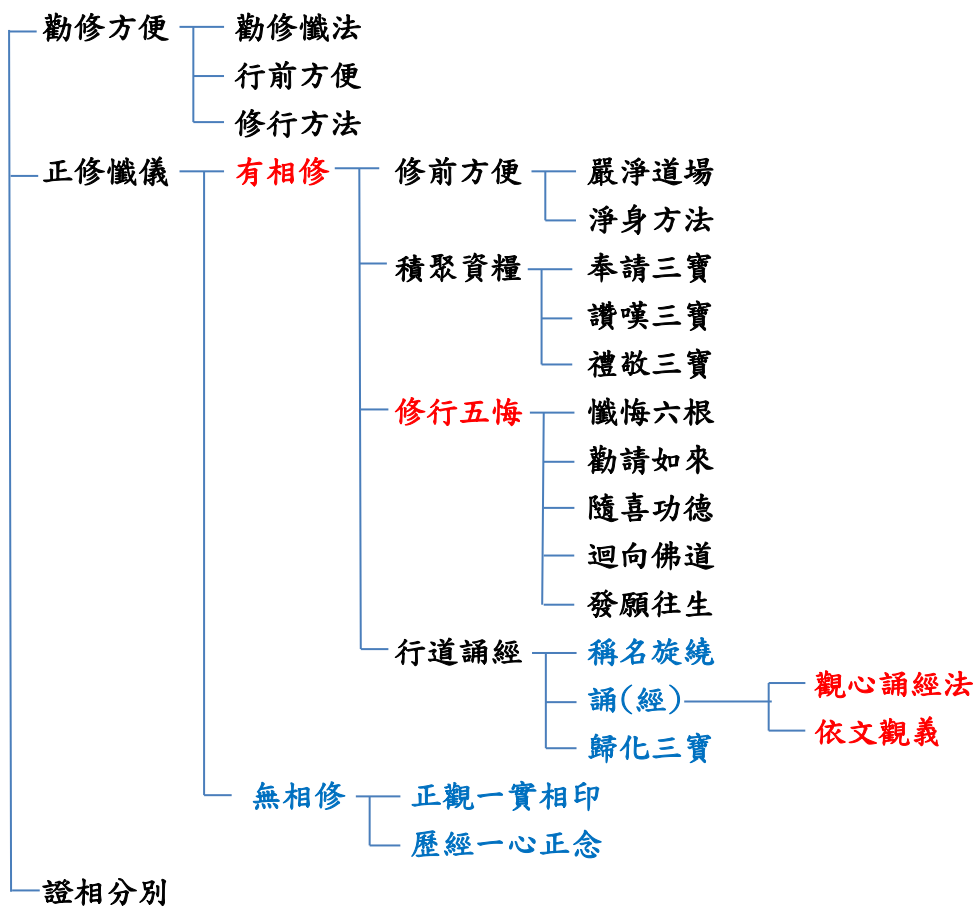 勸修方便
勸修懺法
行前方便
修行方法
正修懺儀
有相修
修前方便
嚴淨道場
淨身方法
積聚資糧
奉請三寶
讚嘆三寶
禮敬三寶
修行五悔
懺悔六根
勸請如來
隨喜功德
迴向佛道
發願往生
行道誦經
稱名旋繞
誦(經)
觀心誦經法
依文觀義
歸化三寶
無相修
正觀一實相印
歷經一心正念
證相分別